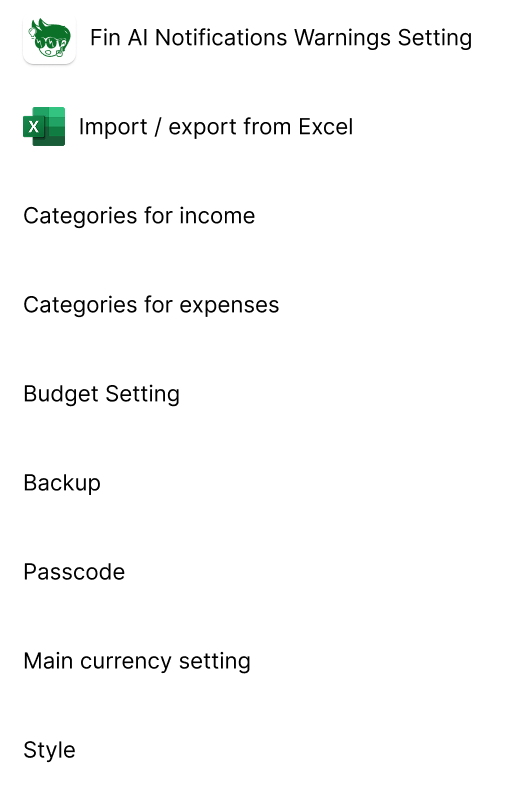 Fin AI Notifications Warnings Setting
X
Import / export from Excel
Categories for income
Categories for expenses
Budget Setting
Backup
Passcode
Main currency setting
Style